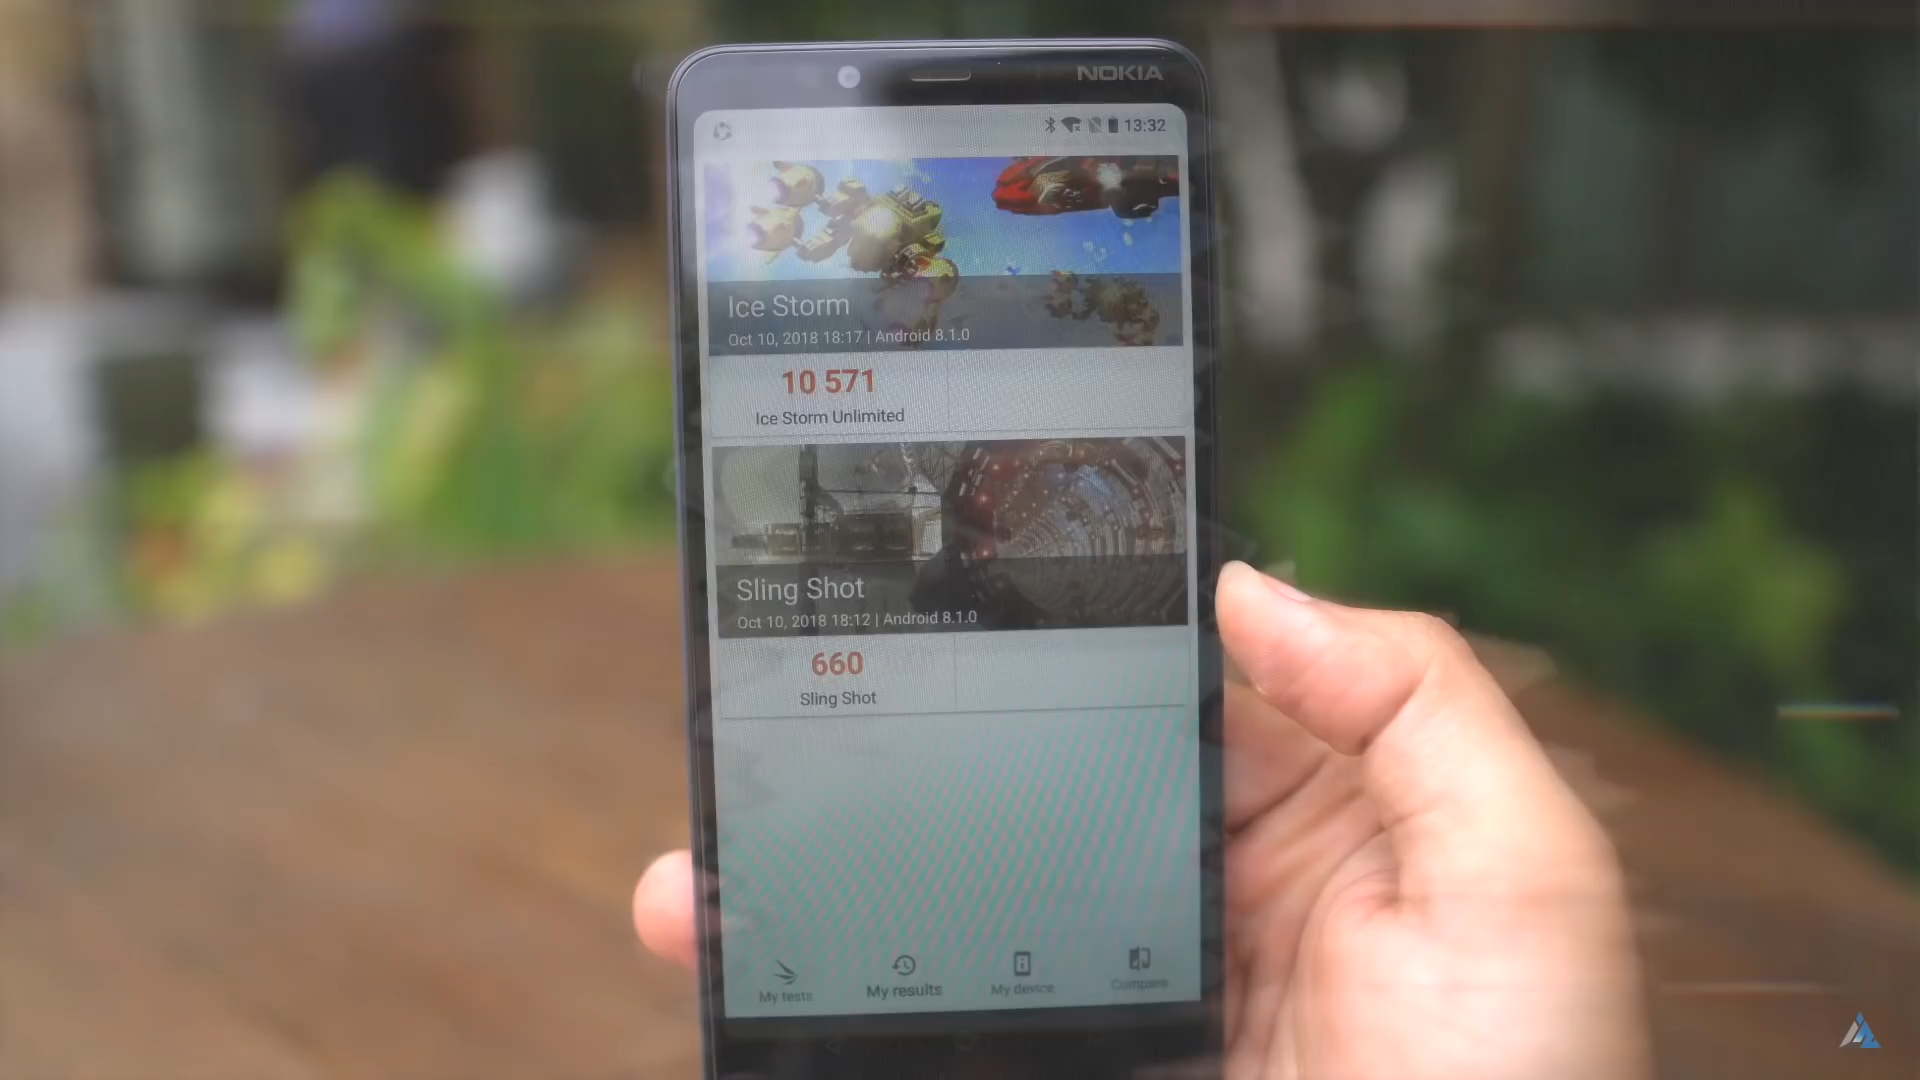 NOKIA
13:32
Ice Storm
Oct 10, 2018 18:17 | Android 8.1.0
10 571
Ice Storm Unlimited
Sling Shot
Oct 10, 2018 18:12 | Android 8.1.0
660
Sling Shot
My tests
My results
My device
Compare